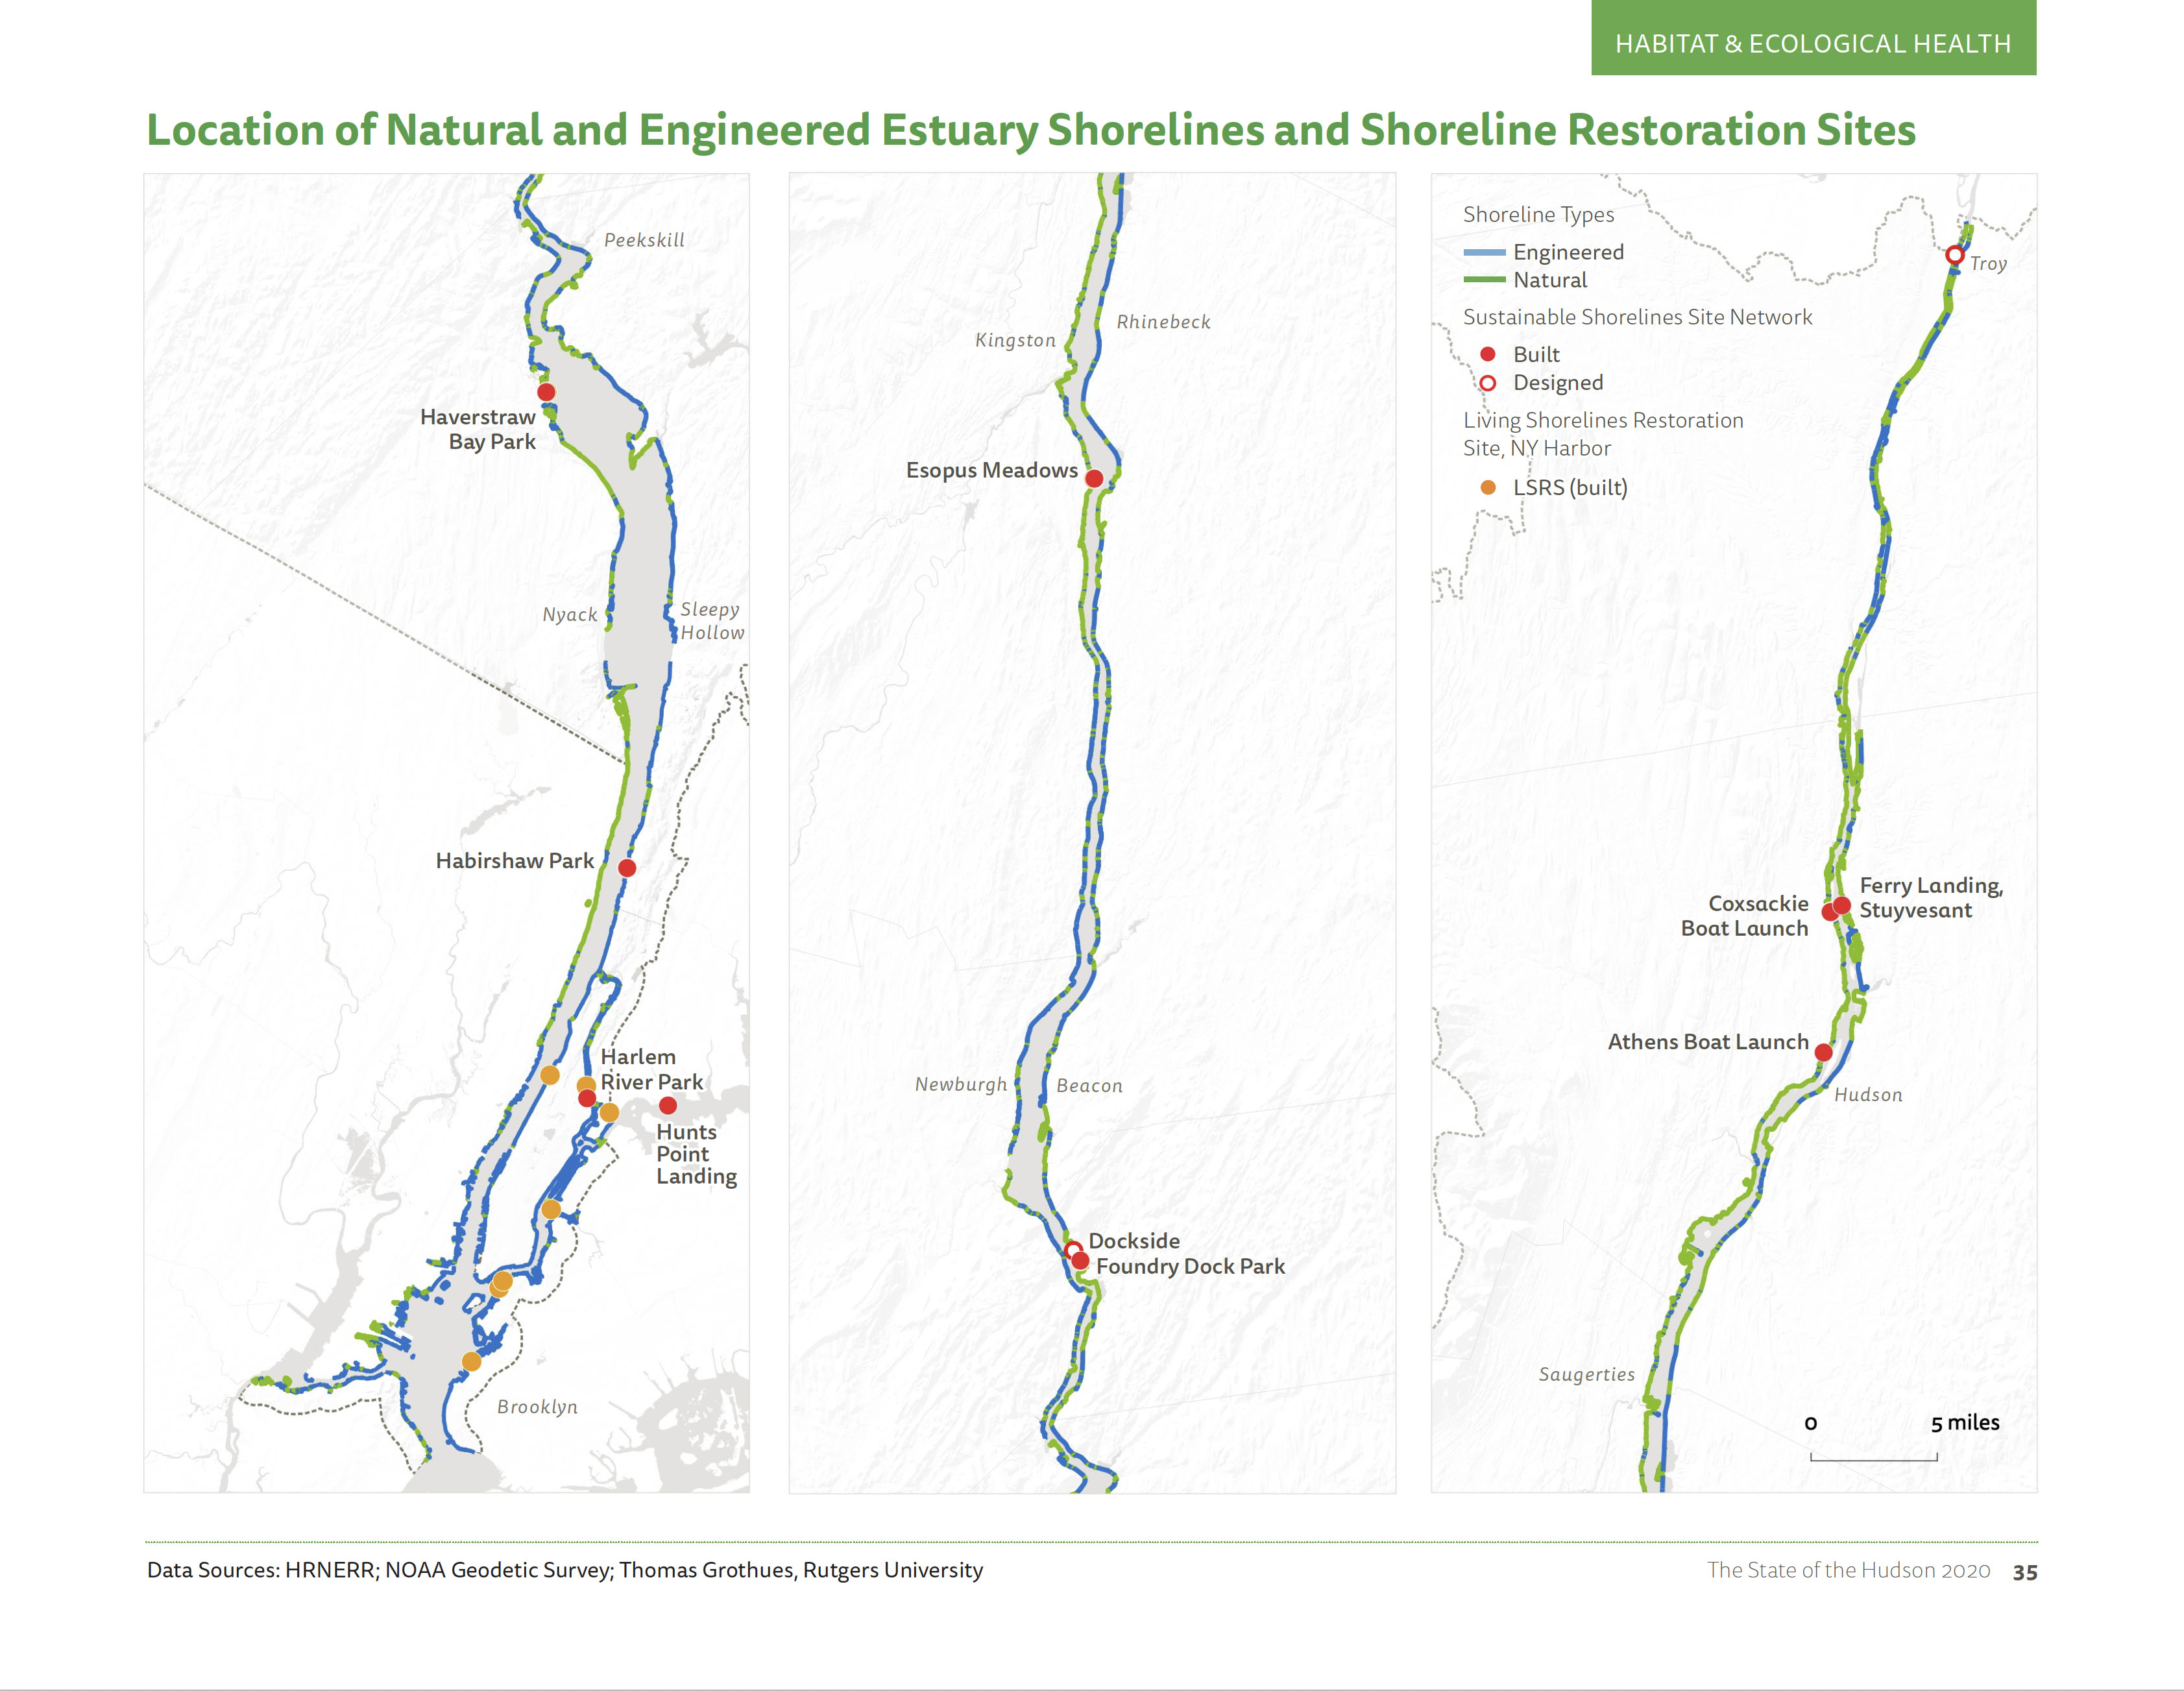 HABITAT & ECOLOGICAL HEALTH
Location of Natural and Engineered Estuary Shorelines and Shoreline Restoration Sites
Peekskill
Haverstraw
Bay Park
Nyack
Sleepy
Hollow
Habirshaw Park
Harlem
River Park
Hunts
Point
Landing
Brooklyn
Rhinebeck
Kingston
Esopus Meadows
Newburgh
Beacon
Dockside
Foundry Dock Park
Shoreline Types
Engineered
Natural
Sustainable Shorelines Site Network
Built
Designed
Living Shorelines Restoration
Site, NY Harbor
LSRS (built)
Troy
Coxsackie
Boat Launch
Ferry Landing,
Stuyvesant
Athens Boat Launch
Hudson
Saugerties
0 5 miles
Data Sources: HRNERR; NOAA Geodetic Survey; Thomas Grothues, Rutgers University
The State of the Hudson 2020 35